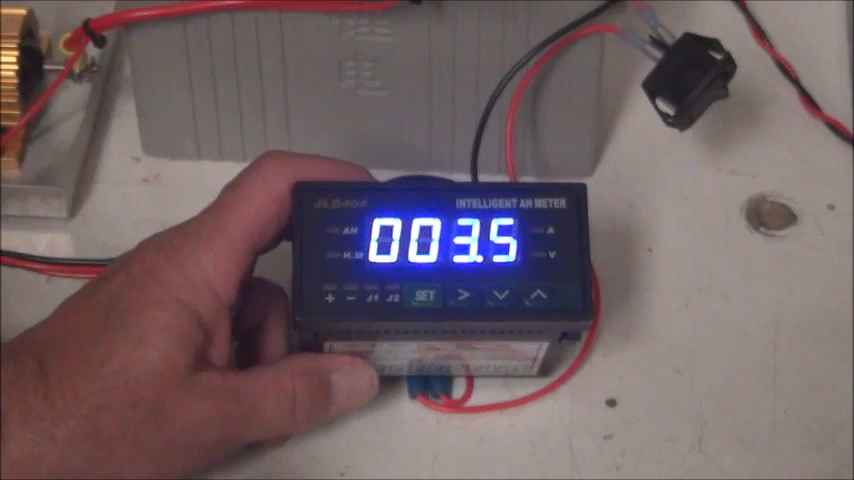 JLD404 INTELLIGENT AH METER
AH 003.5 A
H.M V
+ - J1 J2 SET > ∨ ∧